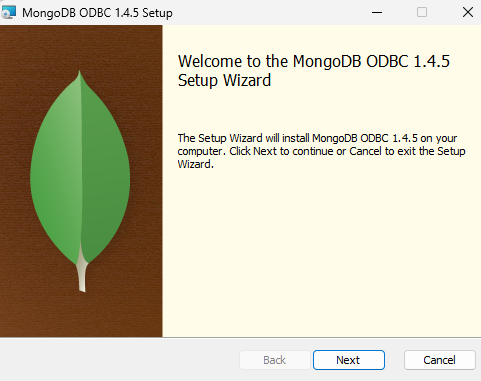 MongoDB ODBC 1.4.5 Setup
Welcome to the MongoDB ODBC 1.4.5
Setup Wizard
The Setup Wizard will install MongoDB ODBC 1.4.5 on your
computer. Click Next to continue or Cancel to exit the Setup
Wizard.
Back
Next
Cancel